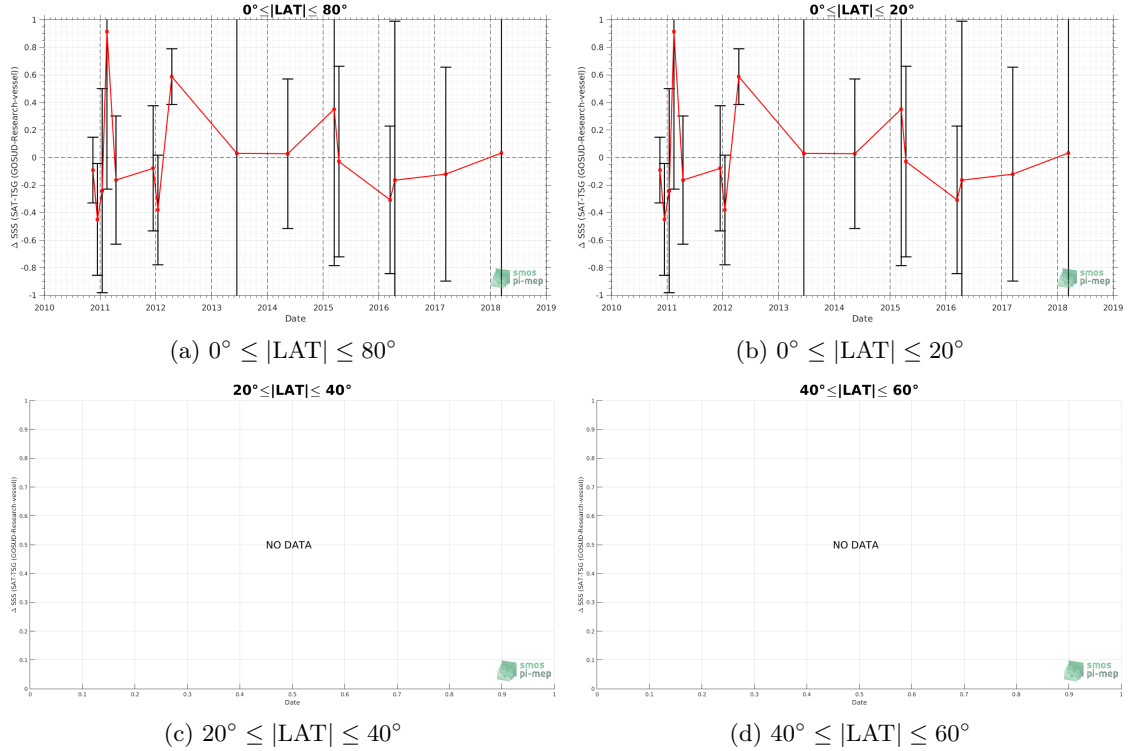 0°≤|LAT|≤ 80°
Δ SSS (SAT-TSG (GOSUD-Research-vessel))
1
0.8
0.6
0.4
0.2
0
-0.2
-0.4
-0.6
-0.8
-1
2010 2011 2012 2013 2014 2015 2016 2017 2018 2019
Date
smos
pi-mep
(a) 0° ≤ |LAT| ≤ 80°
0°≤|LAT|≤ 20°
Δ SSS (SAT-TSG (GOSUD-Research-vessel))
1
0.8
0.6
0.4
0.2
0
-0.2
-0.4
-0.6
-0.8
-1
2010 2011 2012 2013 2014 2015 2016 2017 2018 2019
Date
smos
pi-mep
(b) 0° ≤ |LAT| ≤ 20°
20°≤|LAT|≤ 40°
Δ SSS (SAT-TSG (GOSUD-Research-vessel))
1
0.9
0.8
0.7
0.6
0.5
0.4
0.3
0.2
0.1
0
NO DATA
0 0.1 0.2 0.3 0.4 0.5 0.6 0.7 0.8 0.9 1
Date
smos
pi-mep
(c) 20° ≤ |LAT| ≤ 40°
40°≤|LAT|≤ 60°
Δ SSS (SAT-TSG (GOSUD-Research-vessel))
1
0.9
0.8
0.7
0.6
0.5
0.4
0.3
0.2
0.1
0
NO DATA
0 0.1 0.2 0.3 0.4 0.5 0.6 0.7 0.8 0.9 1
Date
smos
pi-mep
(d) 40° ≤ |LAT| ≤ 60°